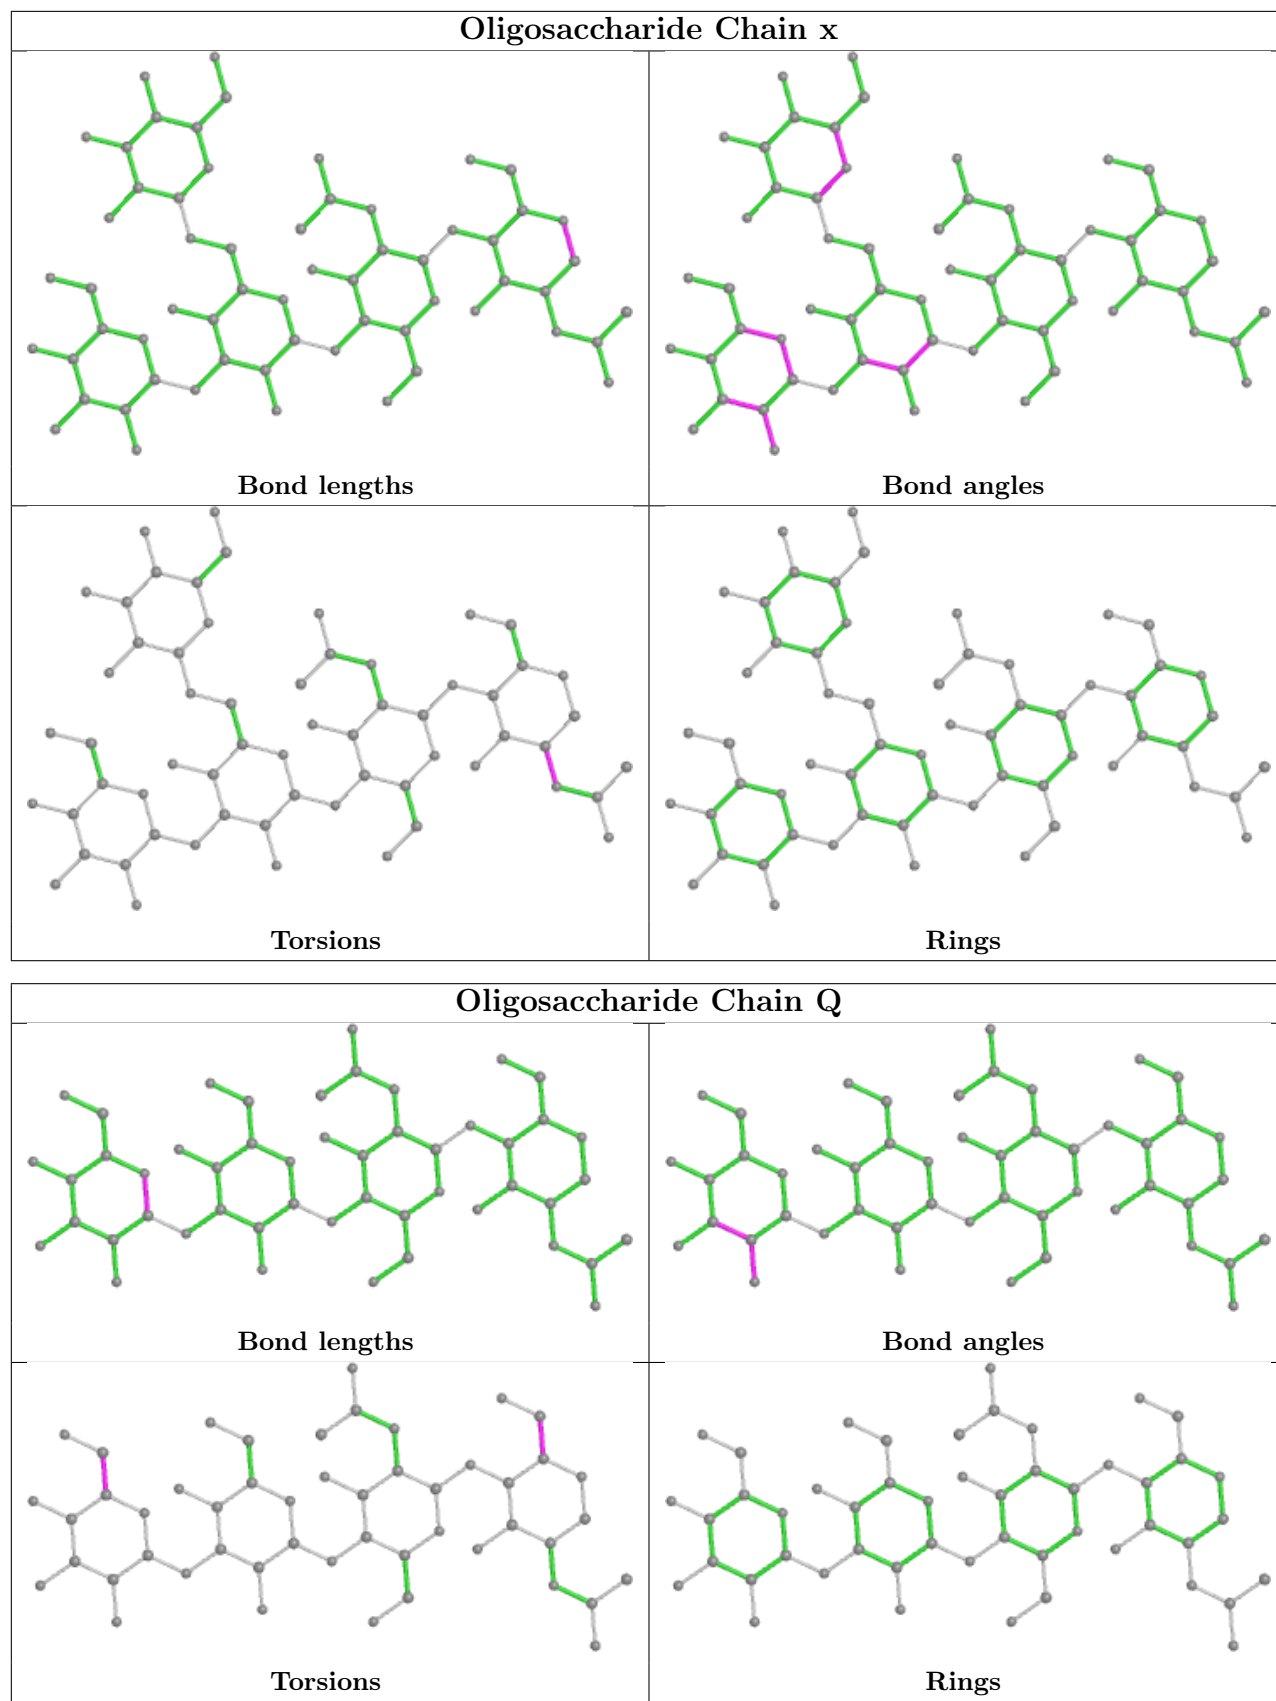 Oligosaccharide Chain x
Bond lengths
Bond angles
Torsions
Rings
Oligosaccharide Chain Q
Bond lengths
Bond angles
Torsions
Rings